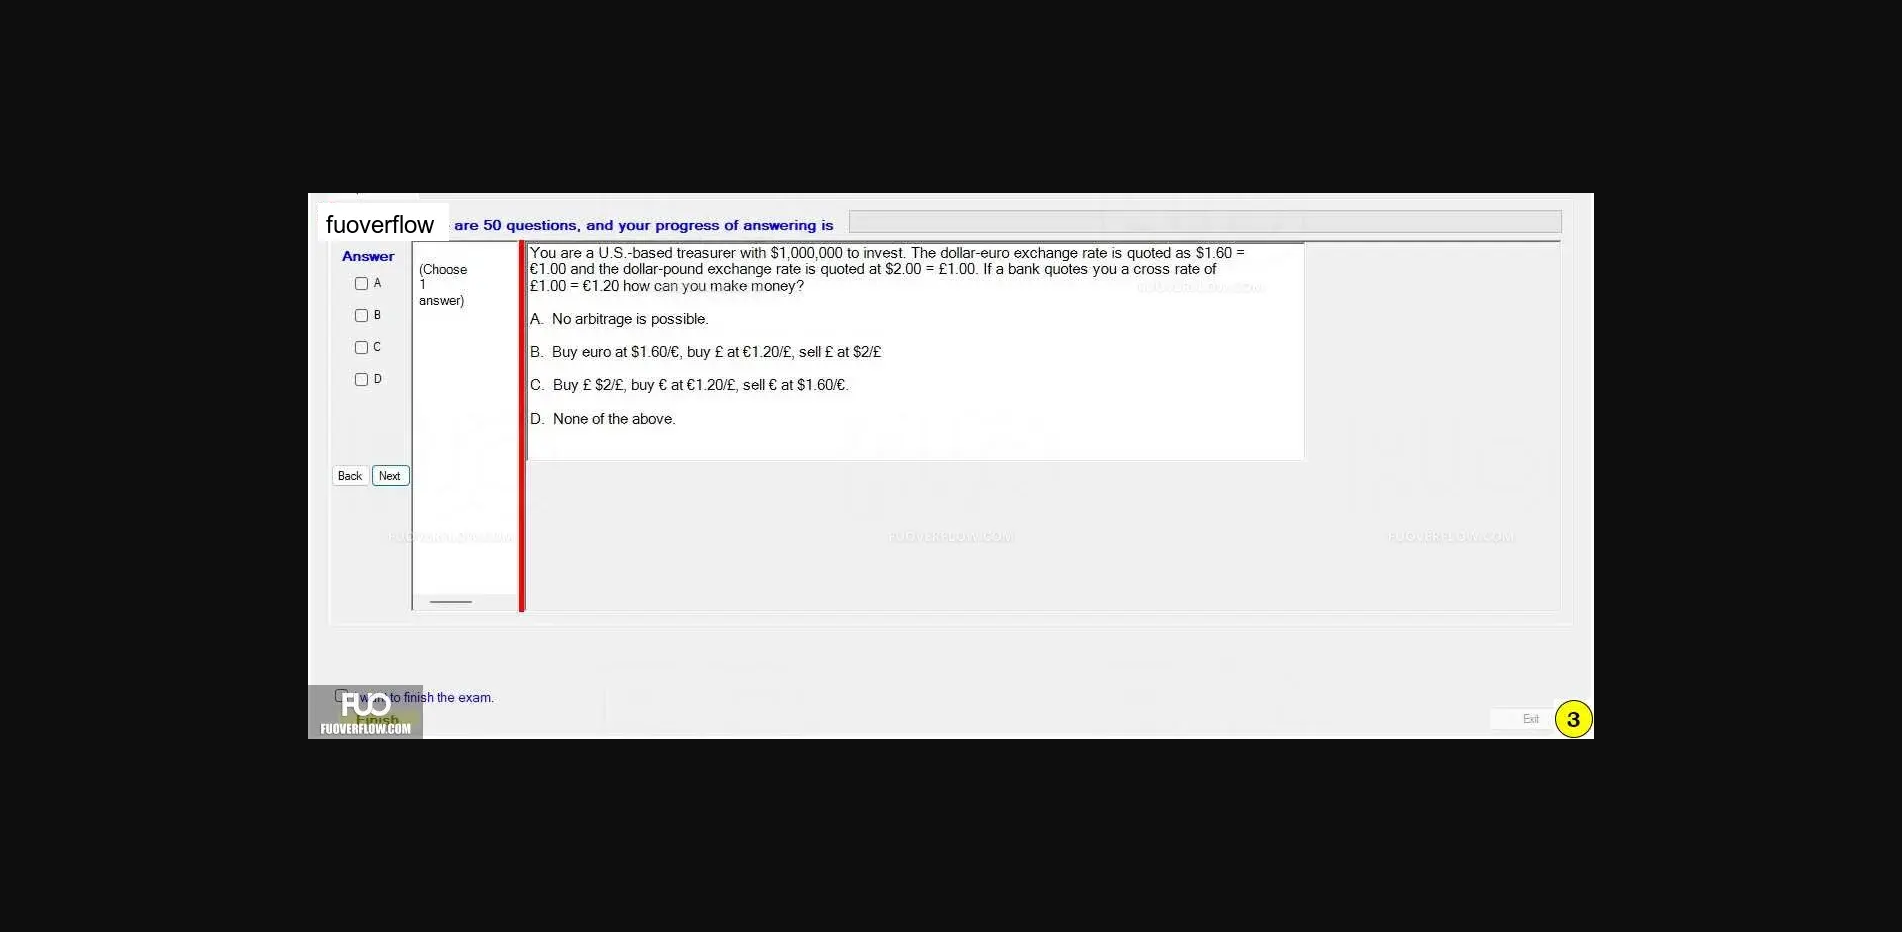 fuoverflow are 50 questions, and your progress of answering is
Answer
A
B
C
D
Back Next
(Choose
1
answer)
You are a U.S.-based treasurer with $1,000,000 to invest. The dollar-euro exchange rate is quoted as $1.60 =
€1.00 and the dollar-pound exchange rate is quoted at $2.00 = £1.00. If a bank quotes you a cross rate of
£1.00 = €1.20 how can you make money?
A. No arbitrage is possible.
B. Buy euro at $1.60/€, buy £ at €1.20/£, sell £ at $2/£
C. Buy £ $2/£, buy € at €1.20/£, sell € at $1.60/€.
D. None of the above.
FUOVERFLOW.COM
FUOVERFLOW.COM
FUOVERFLOW.COM
FUOVERFLOW.COM
I want to finish the exam.
Finish
FUO
FUOVERFLOW.COM
Exit
3